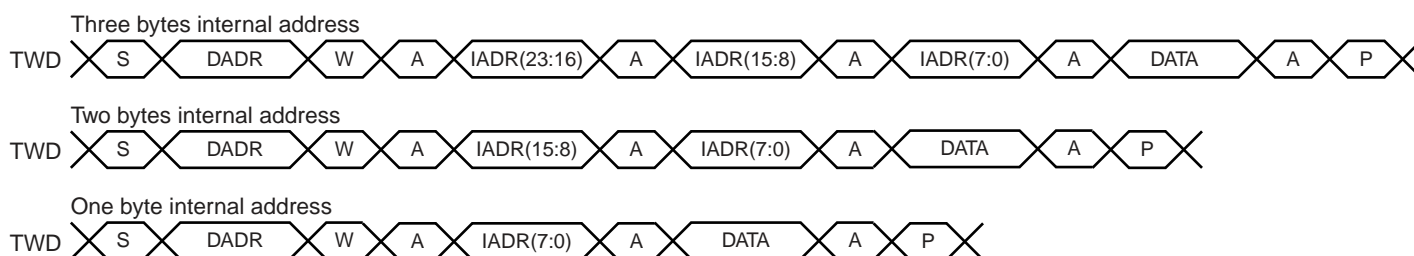 Three bytes internal address
TWD S DADR W A IADR(23:16) A IADR(15:8) A IADR(7:0) A DATA A P
Two bytes internal address
TWD S DADR W A IADR(15:8) A IADR(7:0) A DATA A P
One byte internal address
TWD S DADR W A IADR(7:0) A DATA A P